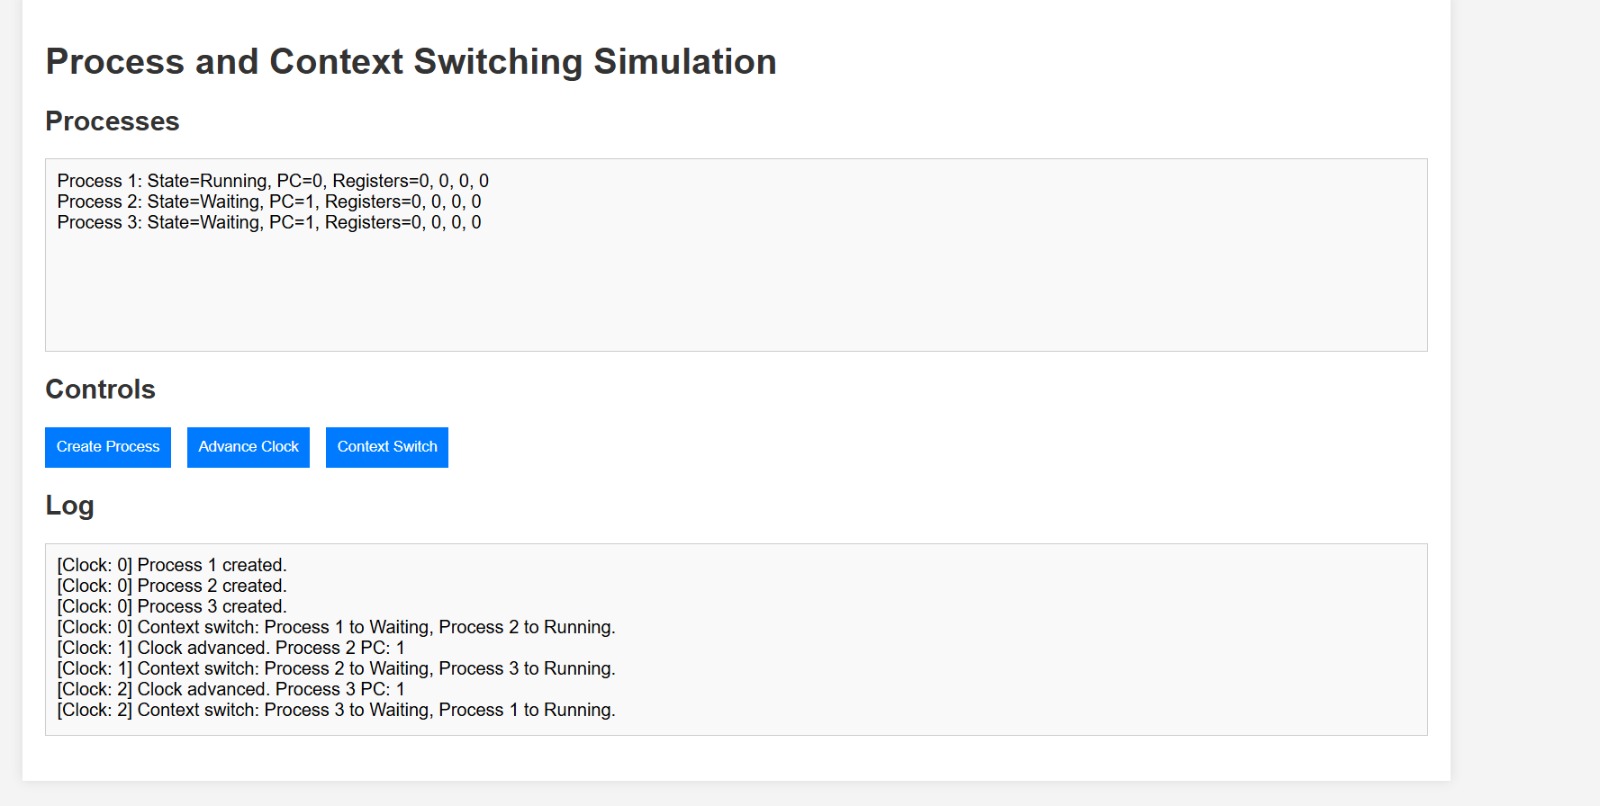 Process and Context Switching Simulation
Processes
Process 1: State=Running, PC=0, Registers=0, 0, 0, 0
Process 2: State=Waiting, PC=1, Registers=0, 0, 0, 0
Process 3: State=Waiting, PC=1, Registers=0, 0, 0, 0
Controls
Create Process Advance Clock Context Switch
Log
[Clock: 0] Process 1 created.
[Clock: 0] Process 2 created.
[Clock: 0] Process 3 created.
[Clock: 0] Context switch: Process 1 to Waiting, Process 2 to Running.
[Clock: 1] Clock advanced. Process 2 PC: 1
[Clock: 1] Context switch: Process 2 to Waiting, Process 3 to Running.
[Clock: 2] Clock advanced. Process 3 PC: 1
[Clock: 2] Context switch: Process 3 to Waiting, Process 1 to Running.